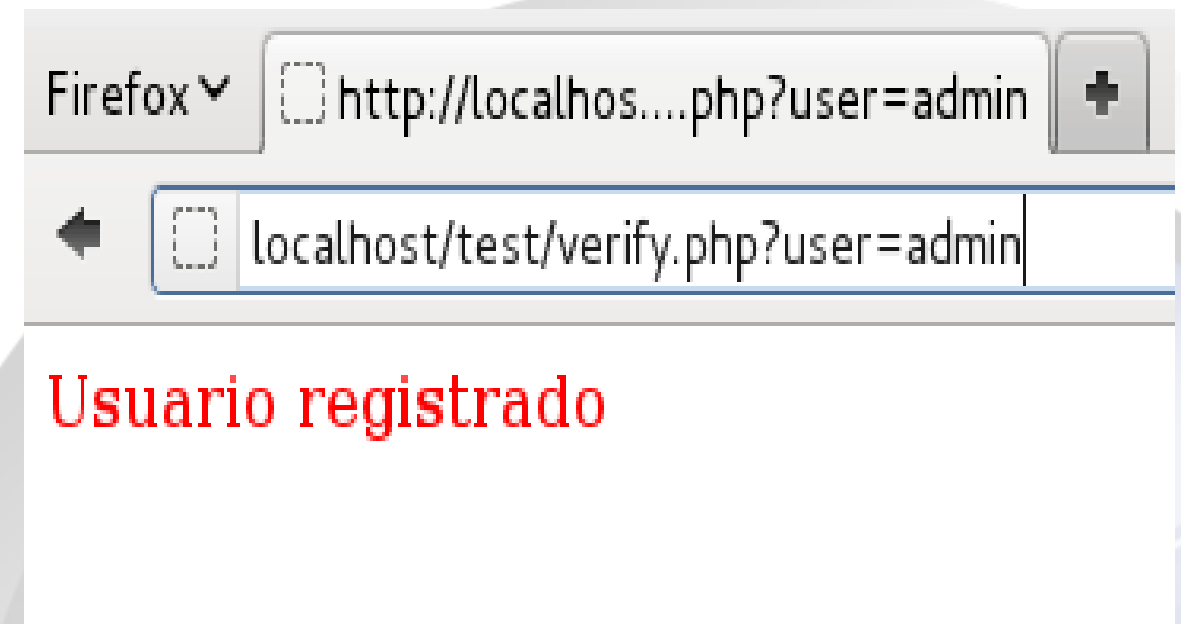 Firefox http://localhos....php?user=admin
localhost/test/verify.php?user=admin
Usuario registrado